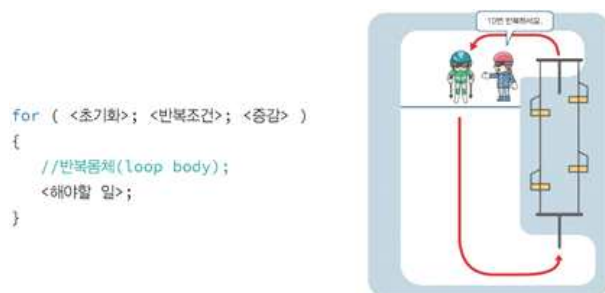 for ( <초기화>; <반복조건>; <증감> )
{
//반복몸체(loop body);
<해야할 일>;
}
10번 반복하세요.